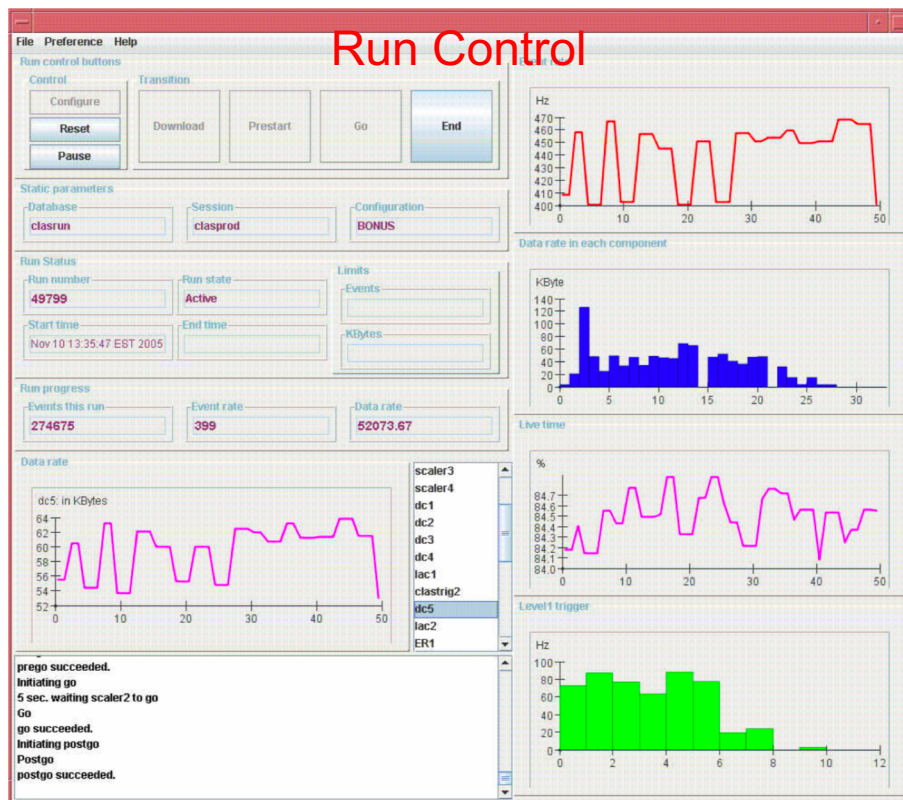 Run Control
File Preference Help
Run control buttons
Control
Configure
Reset
Pause
Transition
Download
Prestart
Go
End
Static parameters
Database
clasrun
Session
clasprod
Configuration
BONUS
Run Status
Run number
49799
Run state
Active
Start time
Nov 10 13:35:47 EST 2005
End time
Limits
Events
KBytes
Run progress
Events this run
274675
Event rate
399
Data rate
52073.67
Data rate
dc5: in KBytes
64
62
60
58
56
54
52
0 10 20 30 40 50
scaler3
scaler4
dc1
dc2
dc3
dc4
lac1
clastrig2
dc5
lac2
ER1
prego succeeded.
Initiating go
5 sec. waiting scaler2 to go
Go
go succeeded.
Initiating postgo
Postgo
postgo succeeded.
Hz
470
460
450
440
430
420
410
400
0 10 20 30 40 50
Data rate in each component
KByte
140
120
100
80
60
40
20
0
0 5 10 15 20 25 30
Live time
%
84.7
84.6
84.5
84.4
84.3
84.2
84.1
84.0
0 10 20 30 40 50
Level1 trigger
Hz
100
80
60
40
20
0
0 2 4 6 8 10 12